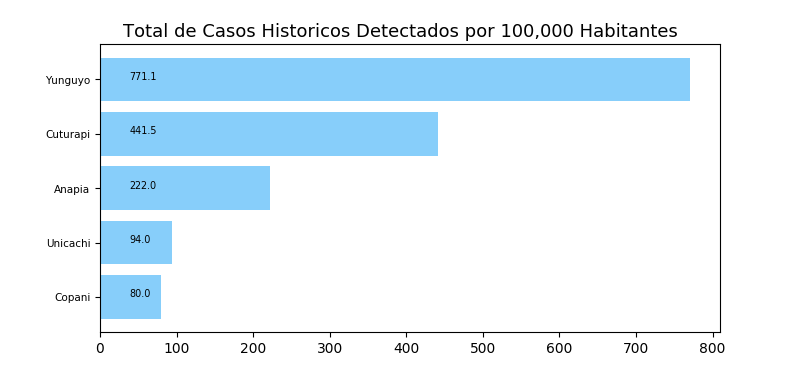 Total de Casos Historicos Detectados por 100,000 Habitantes
Yunguyo 771.1
Cuturapi 441.5
Anapia 222.0
Unicachi 94.0
Copani 80.0
0 100 200 300 400 500 600 700 800